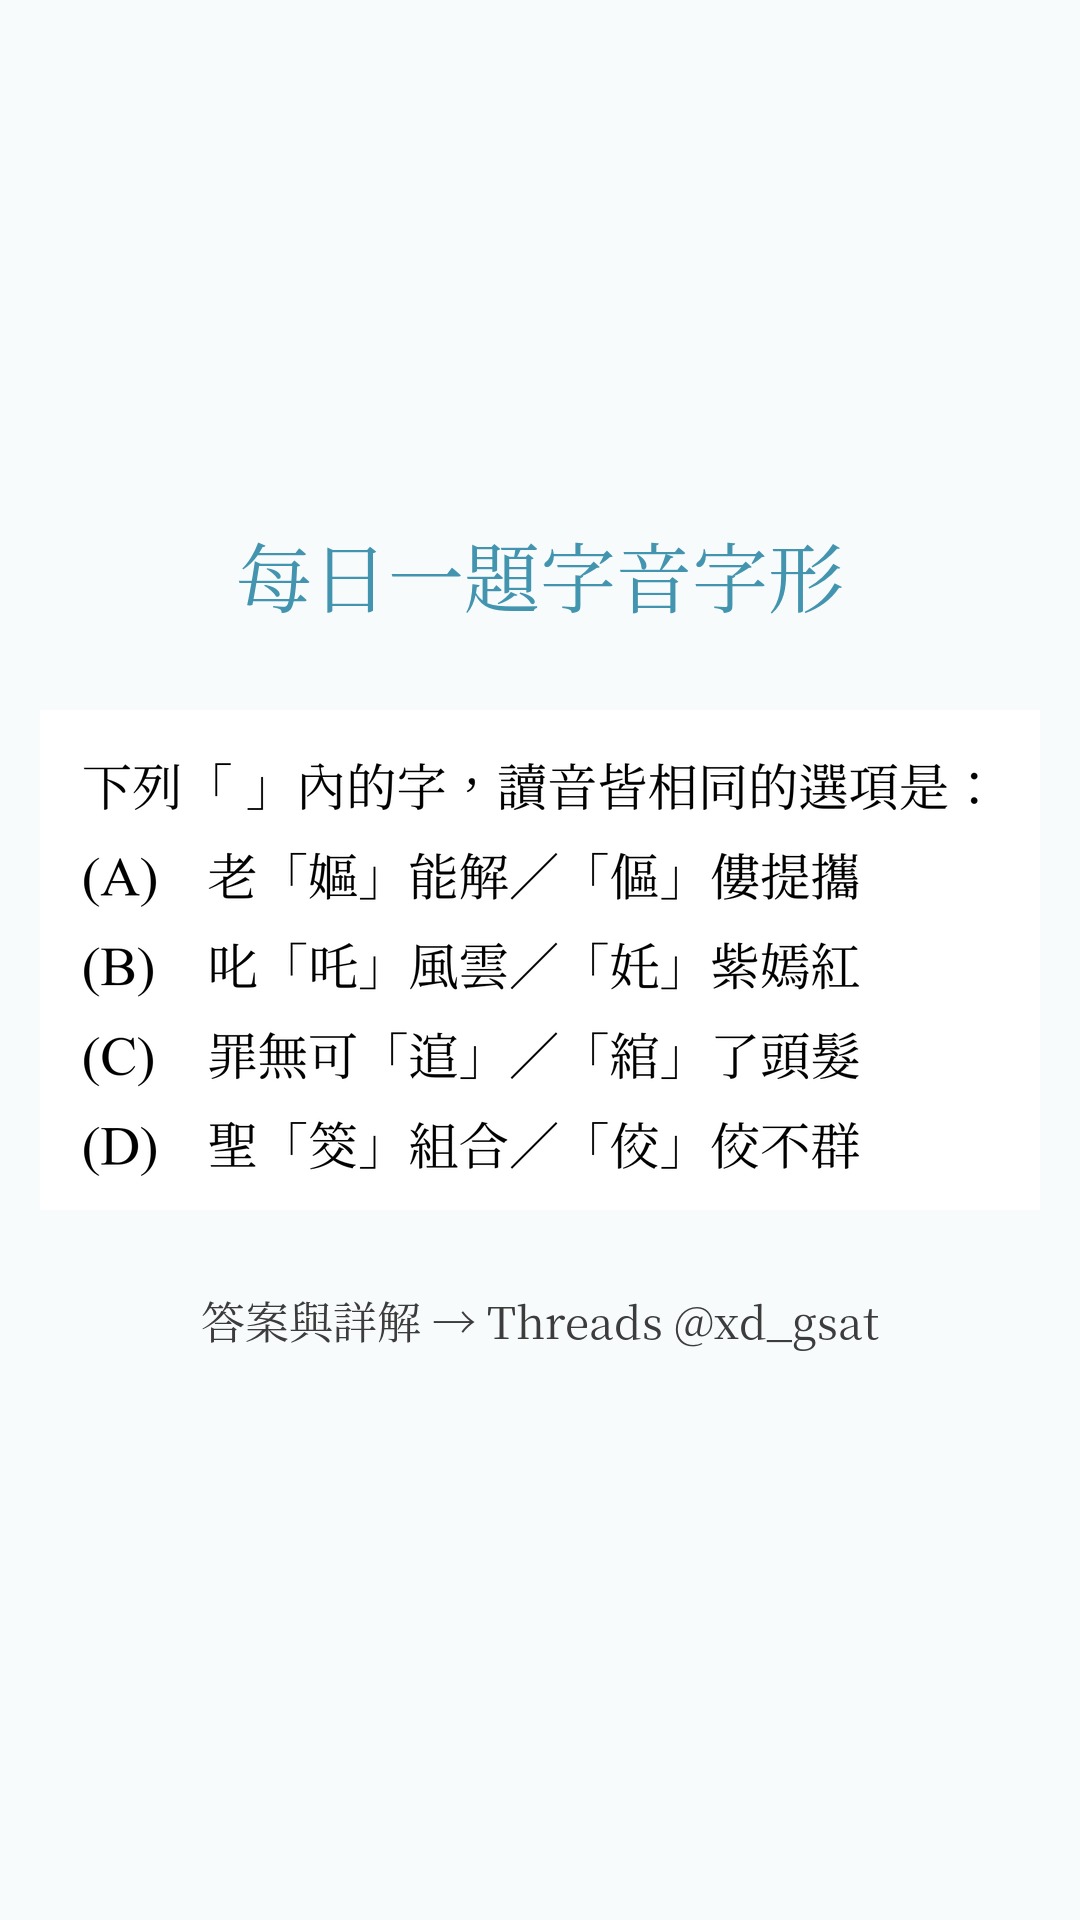 每日一題字音字形
下列「 」內的字，讀音皆相同的選項是：
(A) 老「嫗」能解／「傴」僂提攜
(B) 叱「吒」風雲／「奼」紫嫣紅
(C) 罪無可「逭」／「綰」了頭髮
(D) 聖「筊」組合／「佼」佼不群
答案與詳解 → Threads @xd_gsat